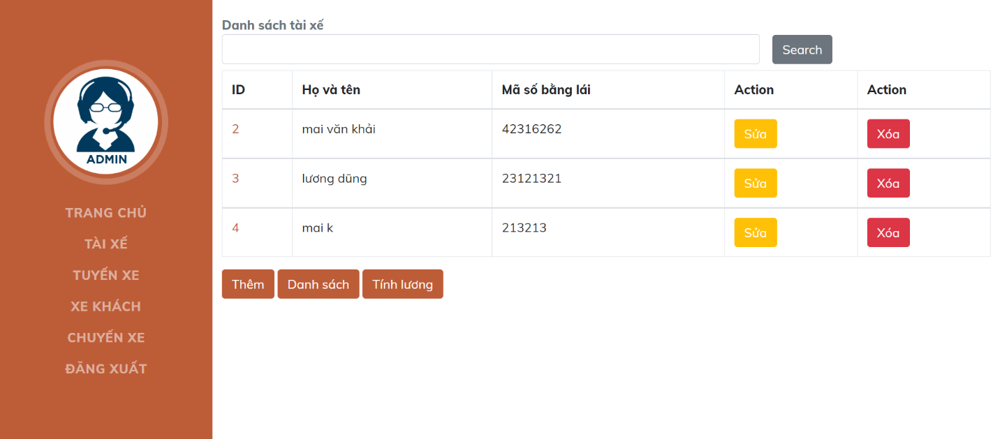 ADMIN
TRANG CHỦ
TÀI XẾ
TUYẾN XE
XE KHÁCH
CHUYẾN XE
ĐĂNG XUẤT
Danh sách tài xế
Search
ID Họ và tên Mã số bằng lái Action Action
2 mai văn khải 42316262 Sửa Xóa
3 lương dũng 23121321 Sửa Xóa
4 mai k 213213 Sửa Xóa
Thêm Danh sách Tính lương